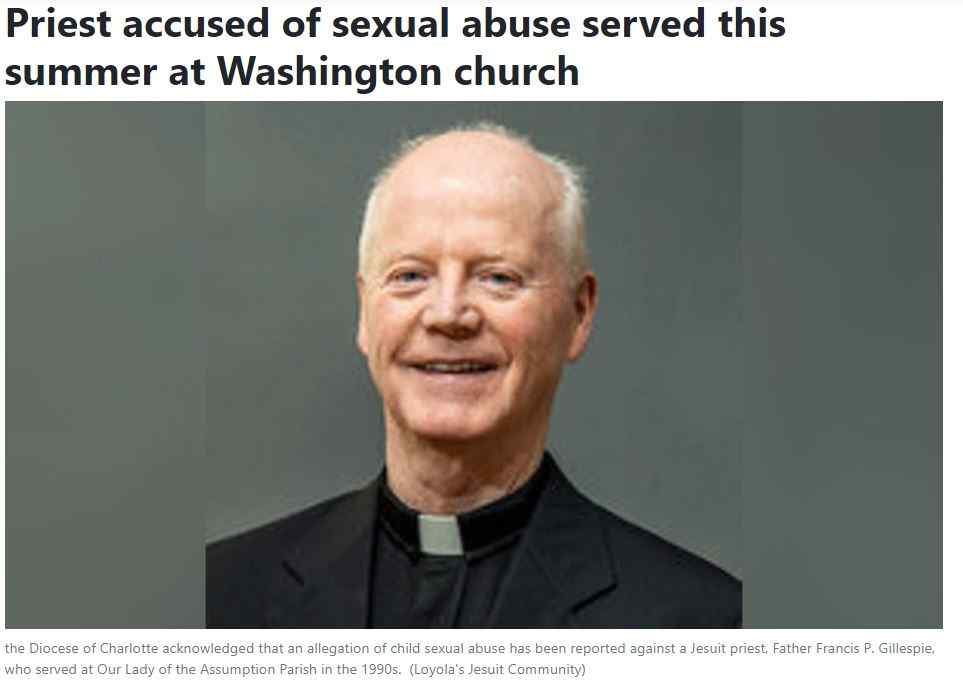 Priest accused of sexual abuse served this
summer at Washington church
the Diocese of Charlotte acknowledged that an allegation of child sexual abuse has been reported against a Jesuit priest, Father Francis P. Gillespie,
who served at Our Lady of the Assumption Parish in the 1990s. (Loyola's Jesuit Community)